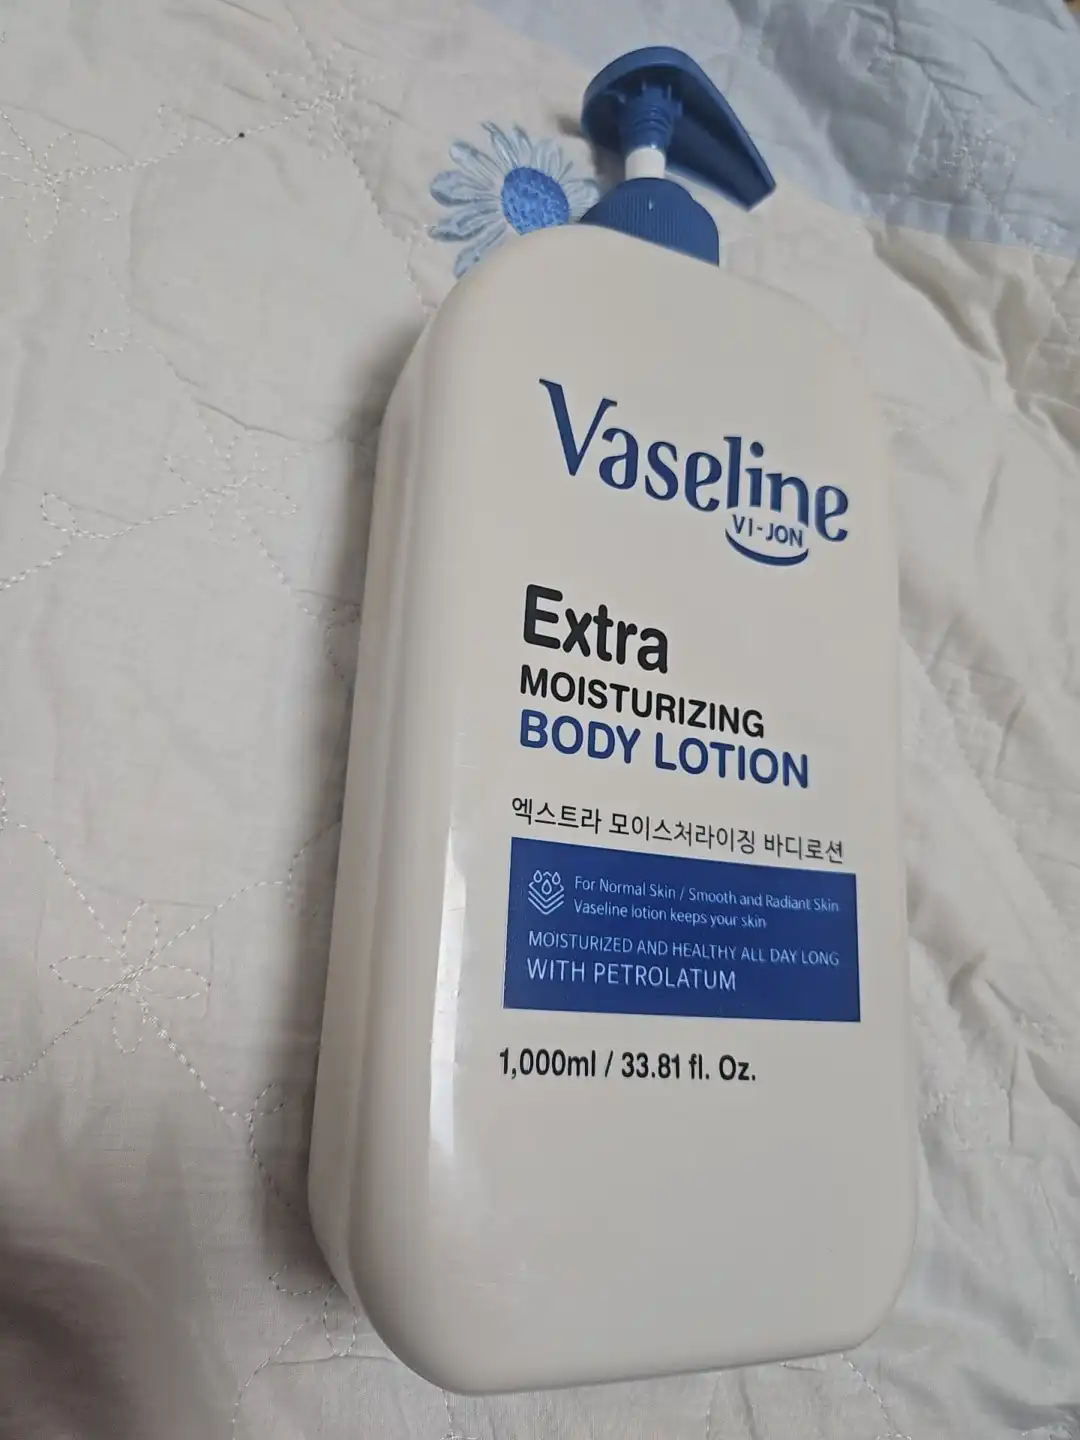 Vaseline
VI-JON
Extra
MOISTURIZING
BODY LOTION
엑스트라 모이스처라이징 바디로션
For Normal Skin / Smooth and Radiant Skin
Vaseline lotion keeps your skin
MOISTURIZED AND HEALTHY ALL DAY LONG
WITH PETROLATUM
1,000ml / 33.81 fl. Oz.